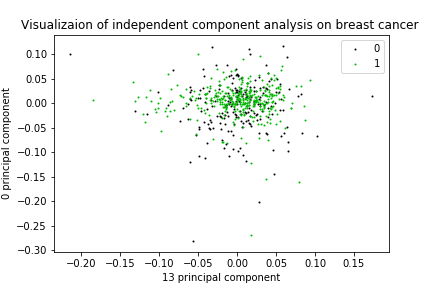 Visualizaion of independent component analysis on breast cancer
0
1
0.10
0.05
0.00
−0.05
−0.10
−0.15
−0.20
−0.25
−0.30
0 principal component
−0.20 −0.15 −0.10 −0.05 0.00 0.05 0.10 0.15
13 principal component